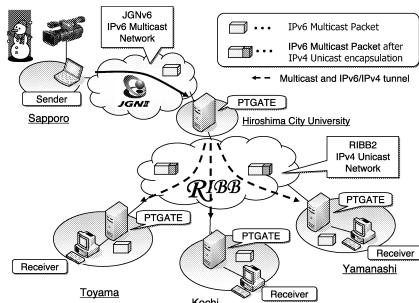 JGNv6
IPv6 Multicast
Network
IPv6 Multicast Packet
IPv6 Multicast Packet after
IPv4 Unicast encapsulation
Multicast and IPv6/IPv4 tunnel
Sender
Sapporo
JGNII
PTGATE
Hiroshima City University
RIBB2
IPv4 Unicast
Network
RIBB
PTGATE
PTGATE
PTGATE
Receiver
Toyama
Receiver
Kochi
Receiver
Yamanashi